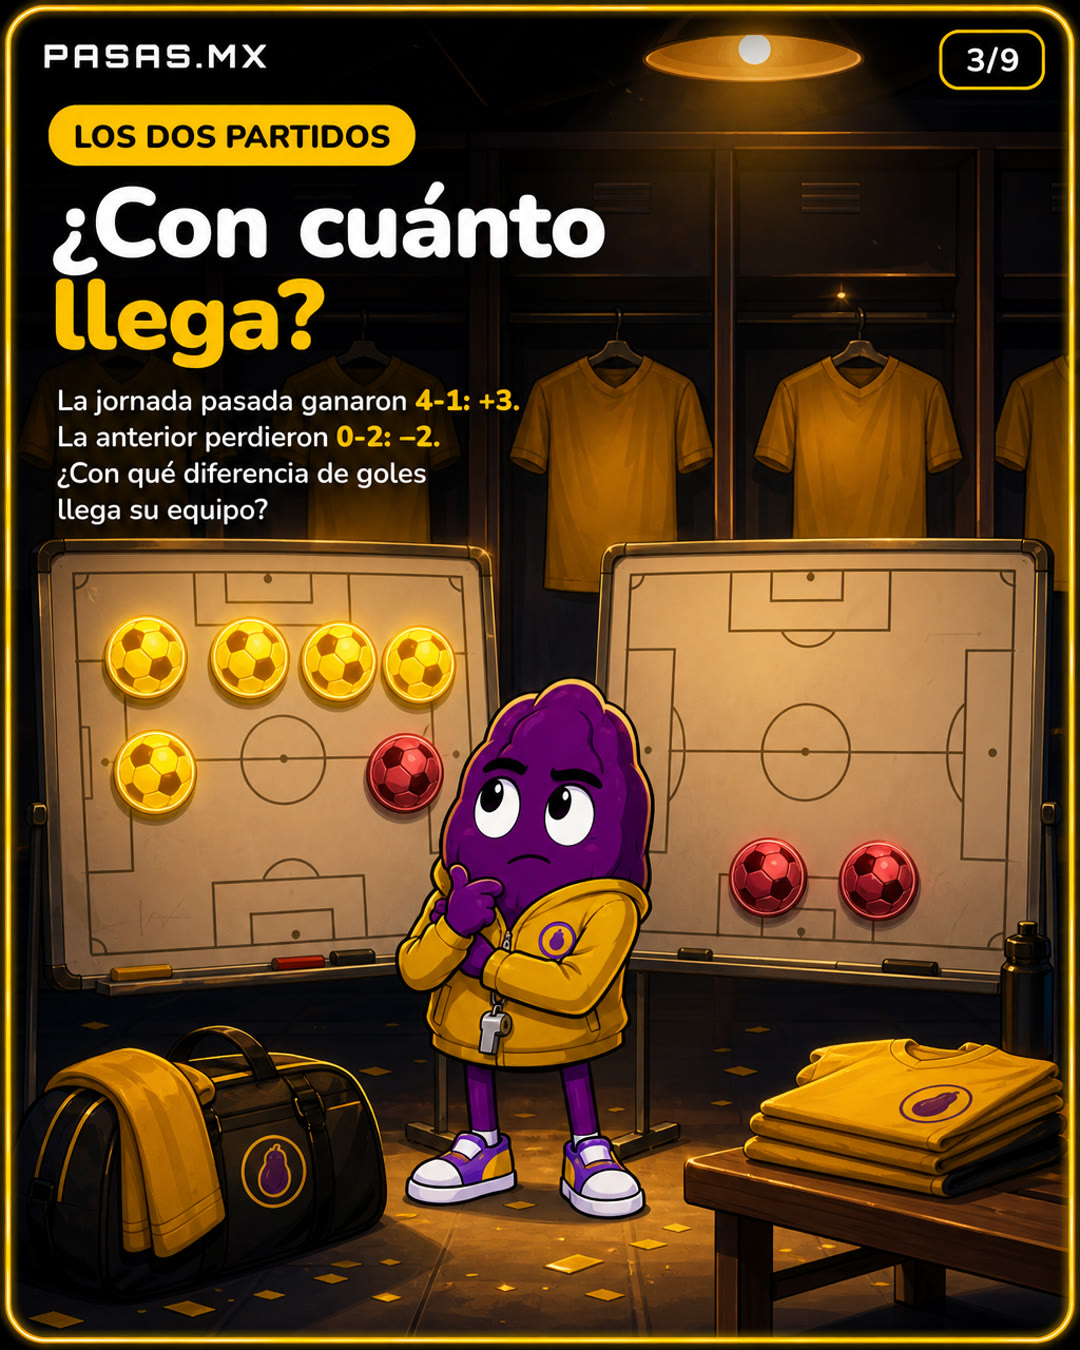 PASAS.MX
3/9
LOS DOS PARTIDOS
¿Con cuánto
llega?
La jornada pasada ganaron 4-1: +3.
La anterior perdieron 0-2: –2.
¿Con qué diferencia de goles
llega su equipo?